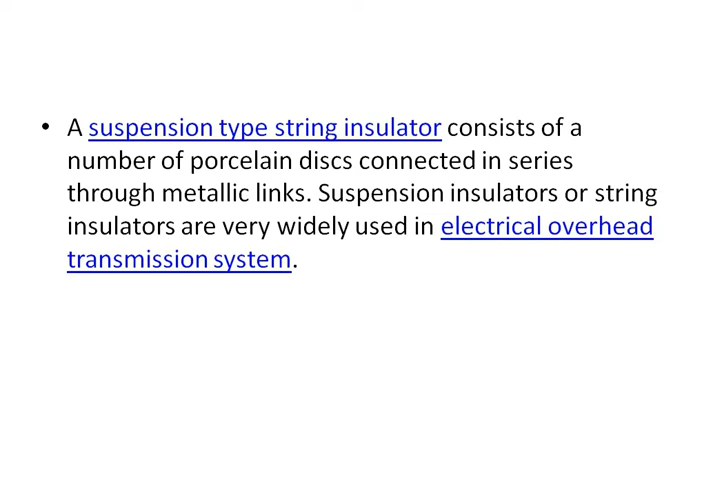 • A suspension type string insulator consists of a
number of porcelain discs connected in series
through metallic links. Suspension insulators or string
insulators are very widely used in electrical overhead
transmission system.